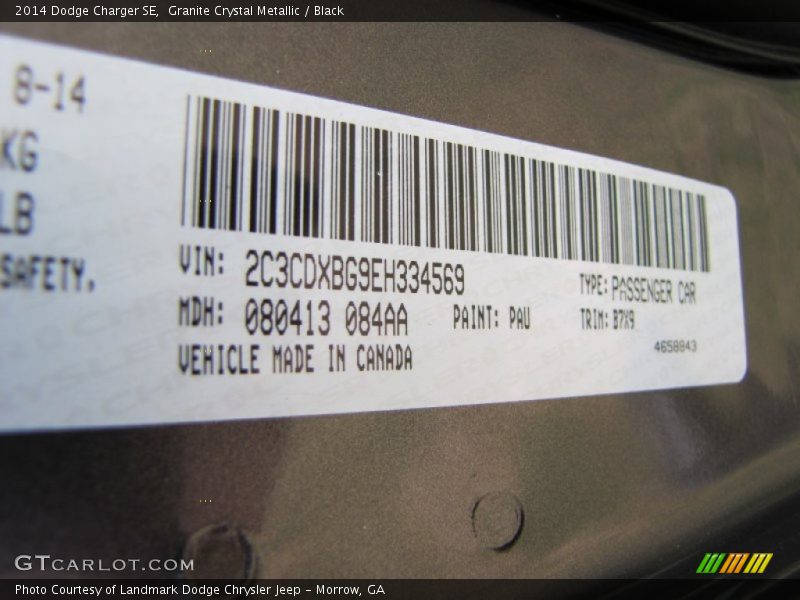 2014 Dodge Charger SE,  Granite Crystal Metallic / Black
8-14
KG
LB
SAFETY.
VIN: 2C3CDXBG9EH334569
TYPE: PASSENGER CAR
MDH: 080413 084AA
PAINT: PAU
TRIM: B7X9
VEHICLE MADE IN CANADA
4658843
GTCARLOT.COM
Photo Courtesy of Landmark Dodge Chrysler Jeep – Morrow, GA